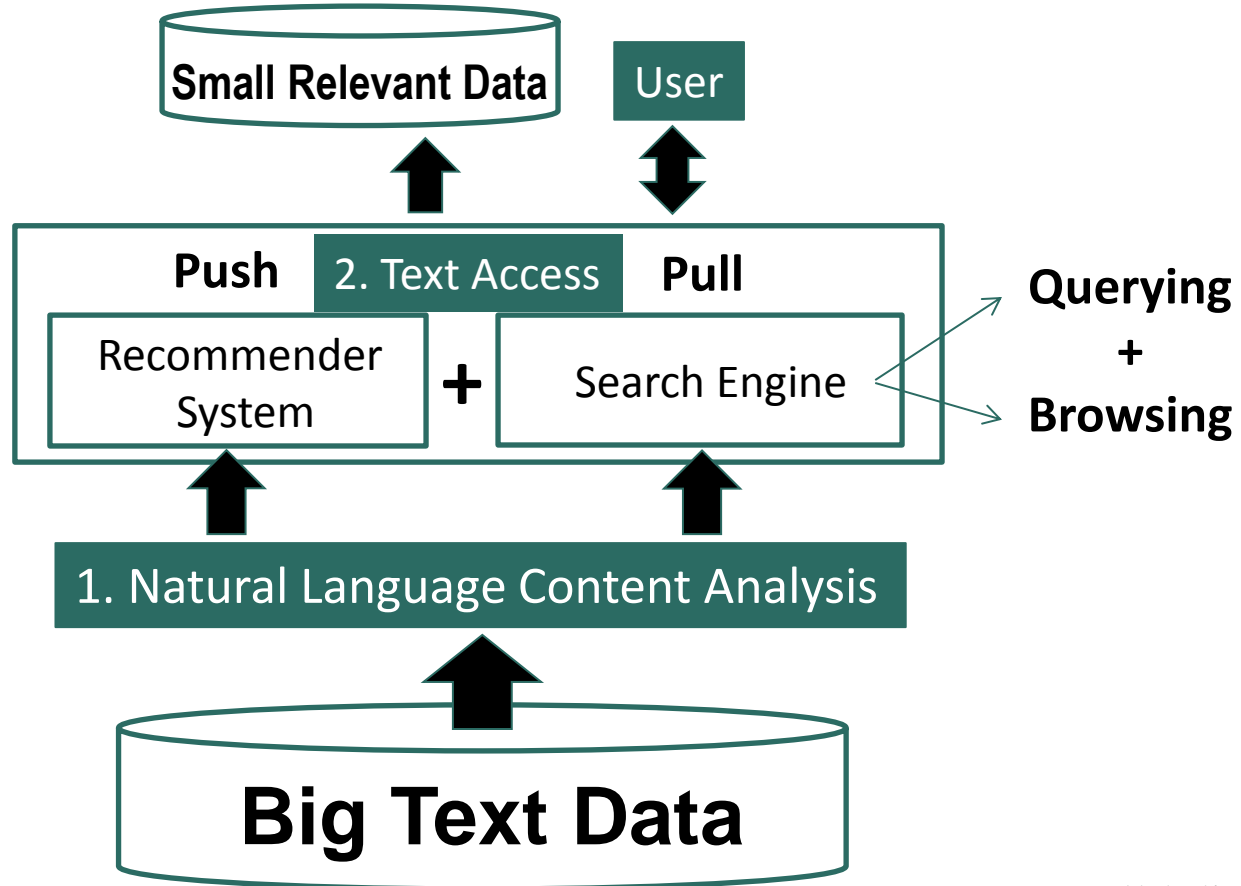 Small Relevant Data
User
Push
2. Text Access
Pull
Recommender
System
+
Search Engine
Querying
+
Browsing
1. Natural Language Content Analysis
Big Text Data